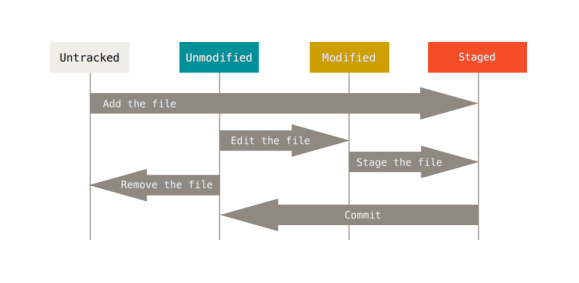 Untracked
Unmodified
Modified
Staged
Add the file
Edit the file
Stage the file
Remove the file
Commit